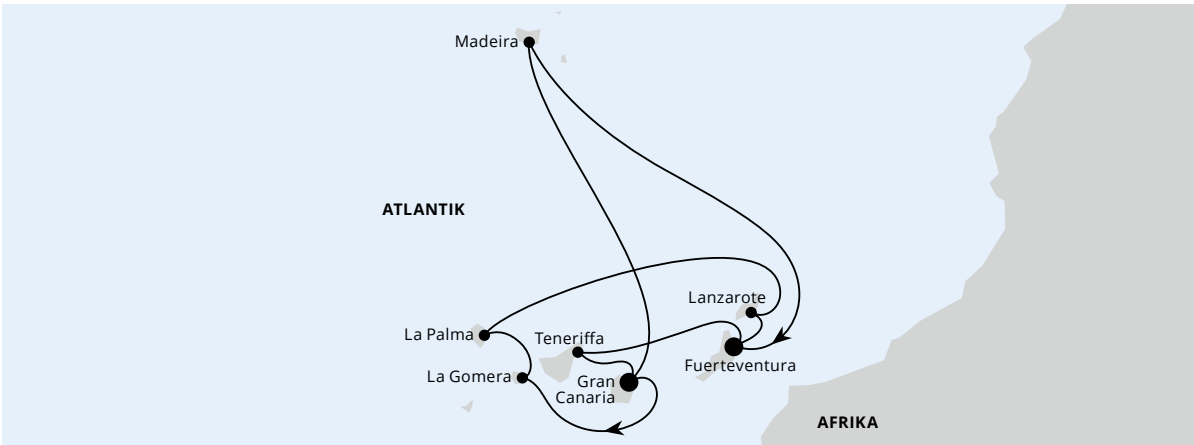 Madeira
ATLANTIK
Lanzarote
La Palma
Teneriffa
Fuerteventura
La Gomera
Gran
Canaria
AFRIKA